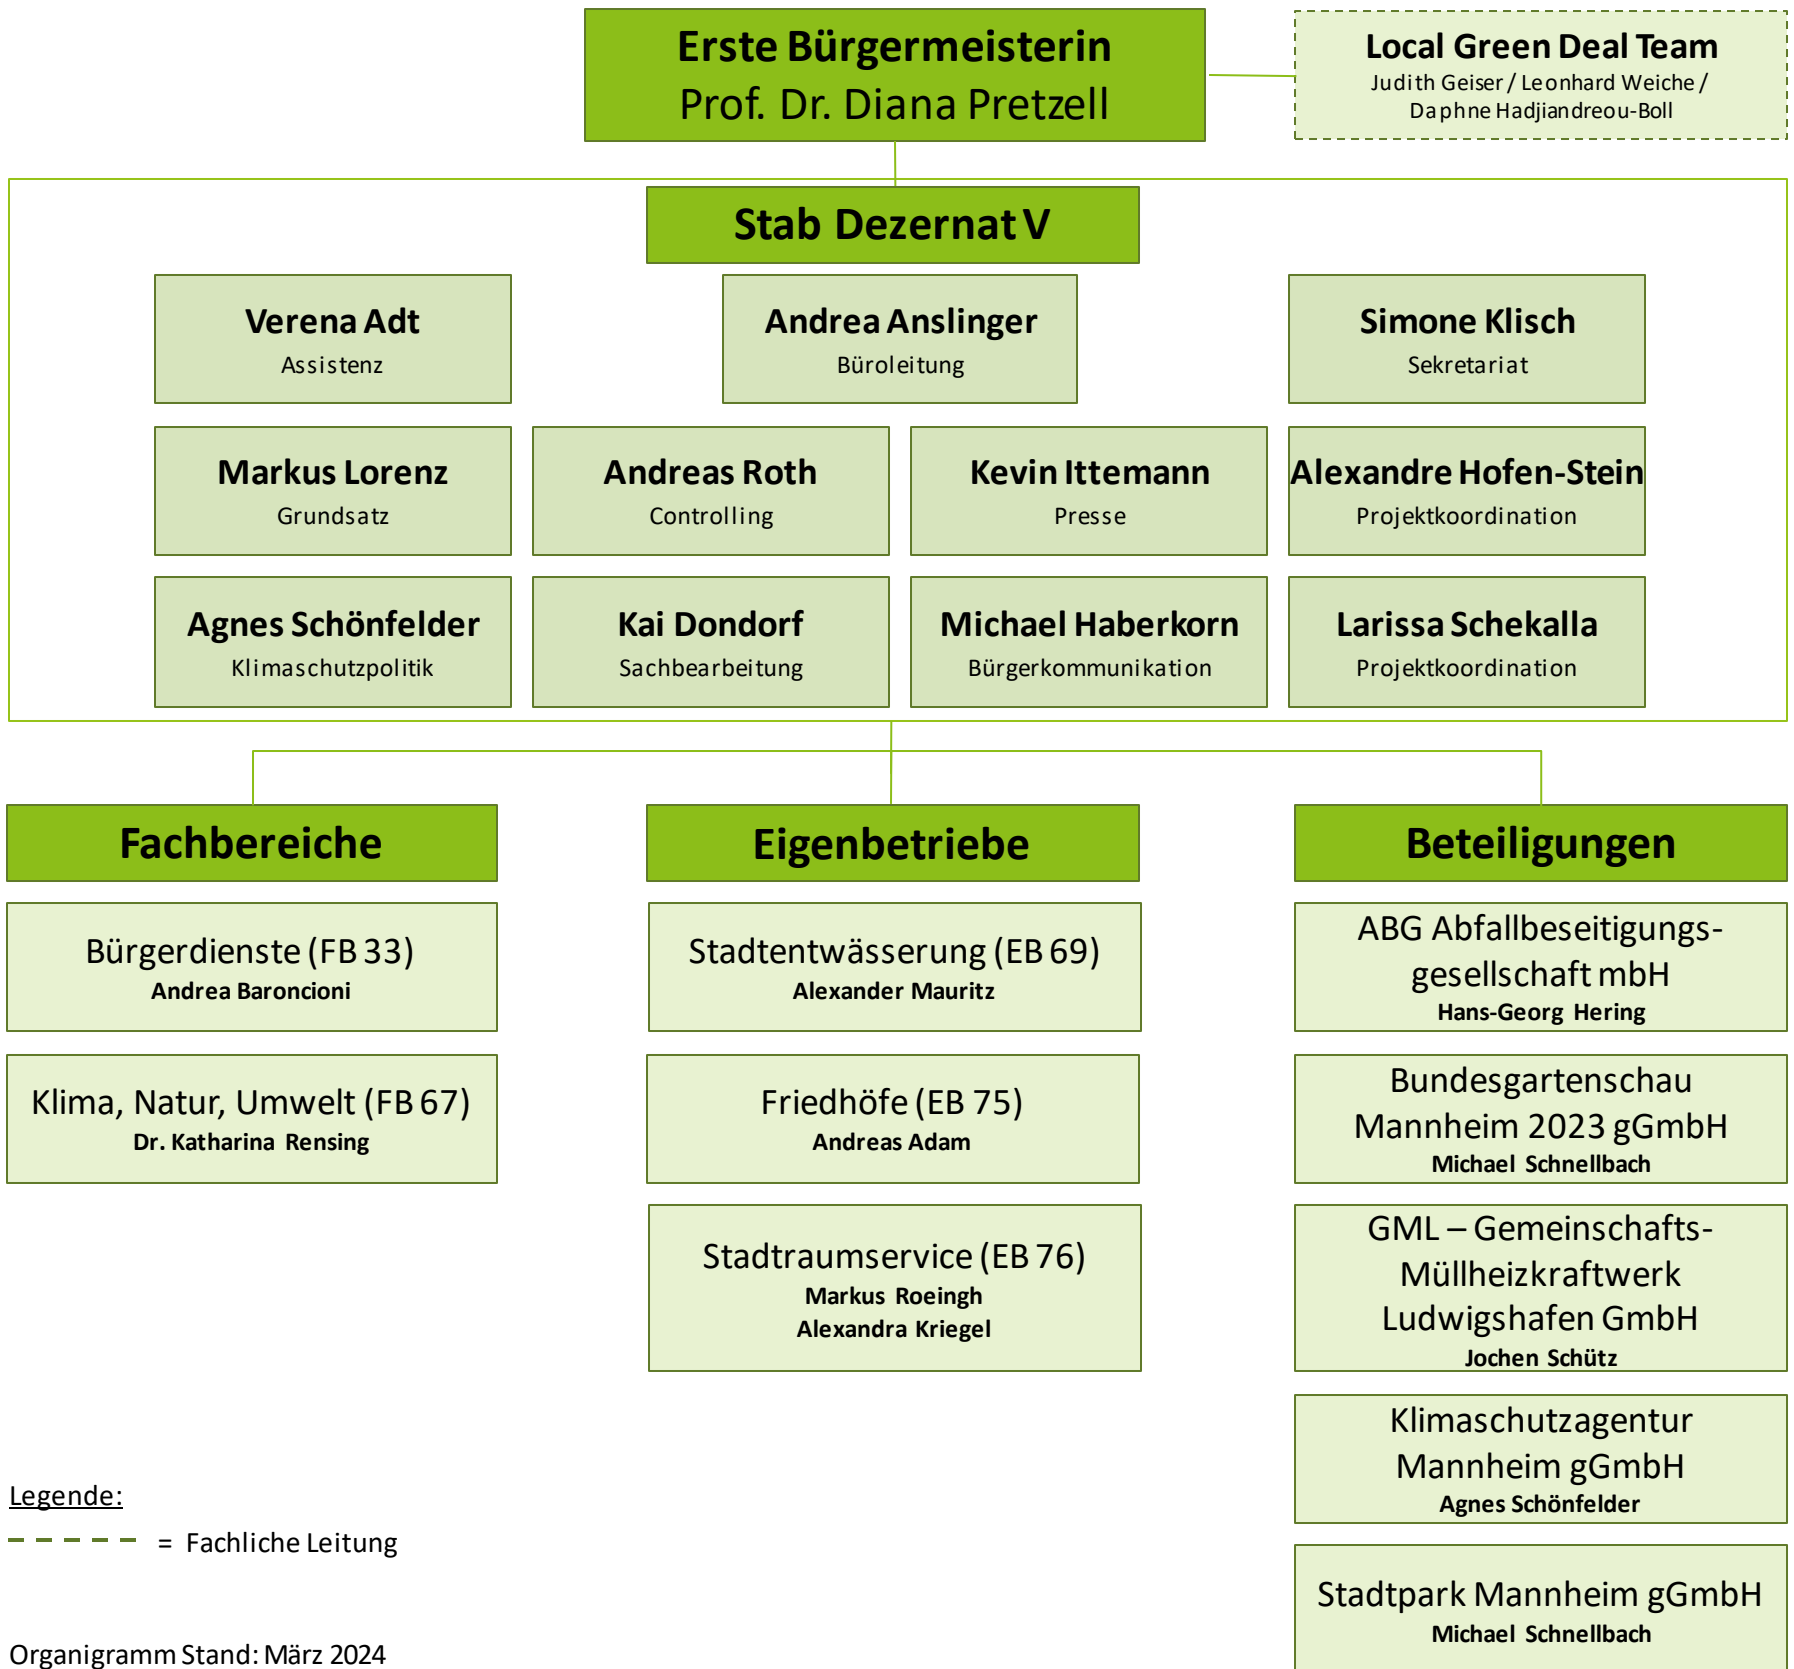 Erste Bürgermeisterin
Prof. Dr. Diana Pretzell
Local Green Deal Team
Judith Geiser / Leonhard Weiche /
Daphne Hadjiandreou-Boll
Stab Dezernat V
Verena Adt
Assistenz
Andrea Anslinger
Büroleitung
Simone Klisch
Sekretariat
Markus Lorenz
Grundsatz
Andreas Roth
Controlling
Kevin Ittemann
Presse
Alexandre Hofen-Stein
Projektkoordination
Agnes Schönfelder
Klimaschutzpolitik
Kai Dondorf
Sachbearbeitung
Michael Haberkorn
Bürgerkommunikation
Larissa Schekalla
Projektkoordination
Fachbereiche
Bürgerdienste (FB 33)
Andrea Baroncioni
Klima, Natur, Umwelt (FB 67)
Dr. Katharina Rensing
Eigenbetriebe
Stadtentwässerung (EB 69)
Alexander Mauritz
Friedhöfe (EB 75)
Andreas Adam
Stadtraumservice (EB 76)
Markus Roeingh
Alexandra Kriegel
Beteiligungen
ABG Abfallbeseitigungs-
gesellschaft mbH
Hans-Georg Hering
Bundesgartenschau
Mannheim 2023 gGmbH
Michael Schnellbach
GML – Gemeinschafts-
Müllheizkraftwerk
Ludwigshafen GmbH
Jochen Schütz
Klimaschutzagentur
Mannheim gGmbH
Agnes Schönfelder
Stadtpark Mannheim gGmbH
Michael Schnellbach
Legende:
= Fachliche Leitung
Organigramm Stand: März 2024